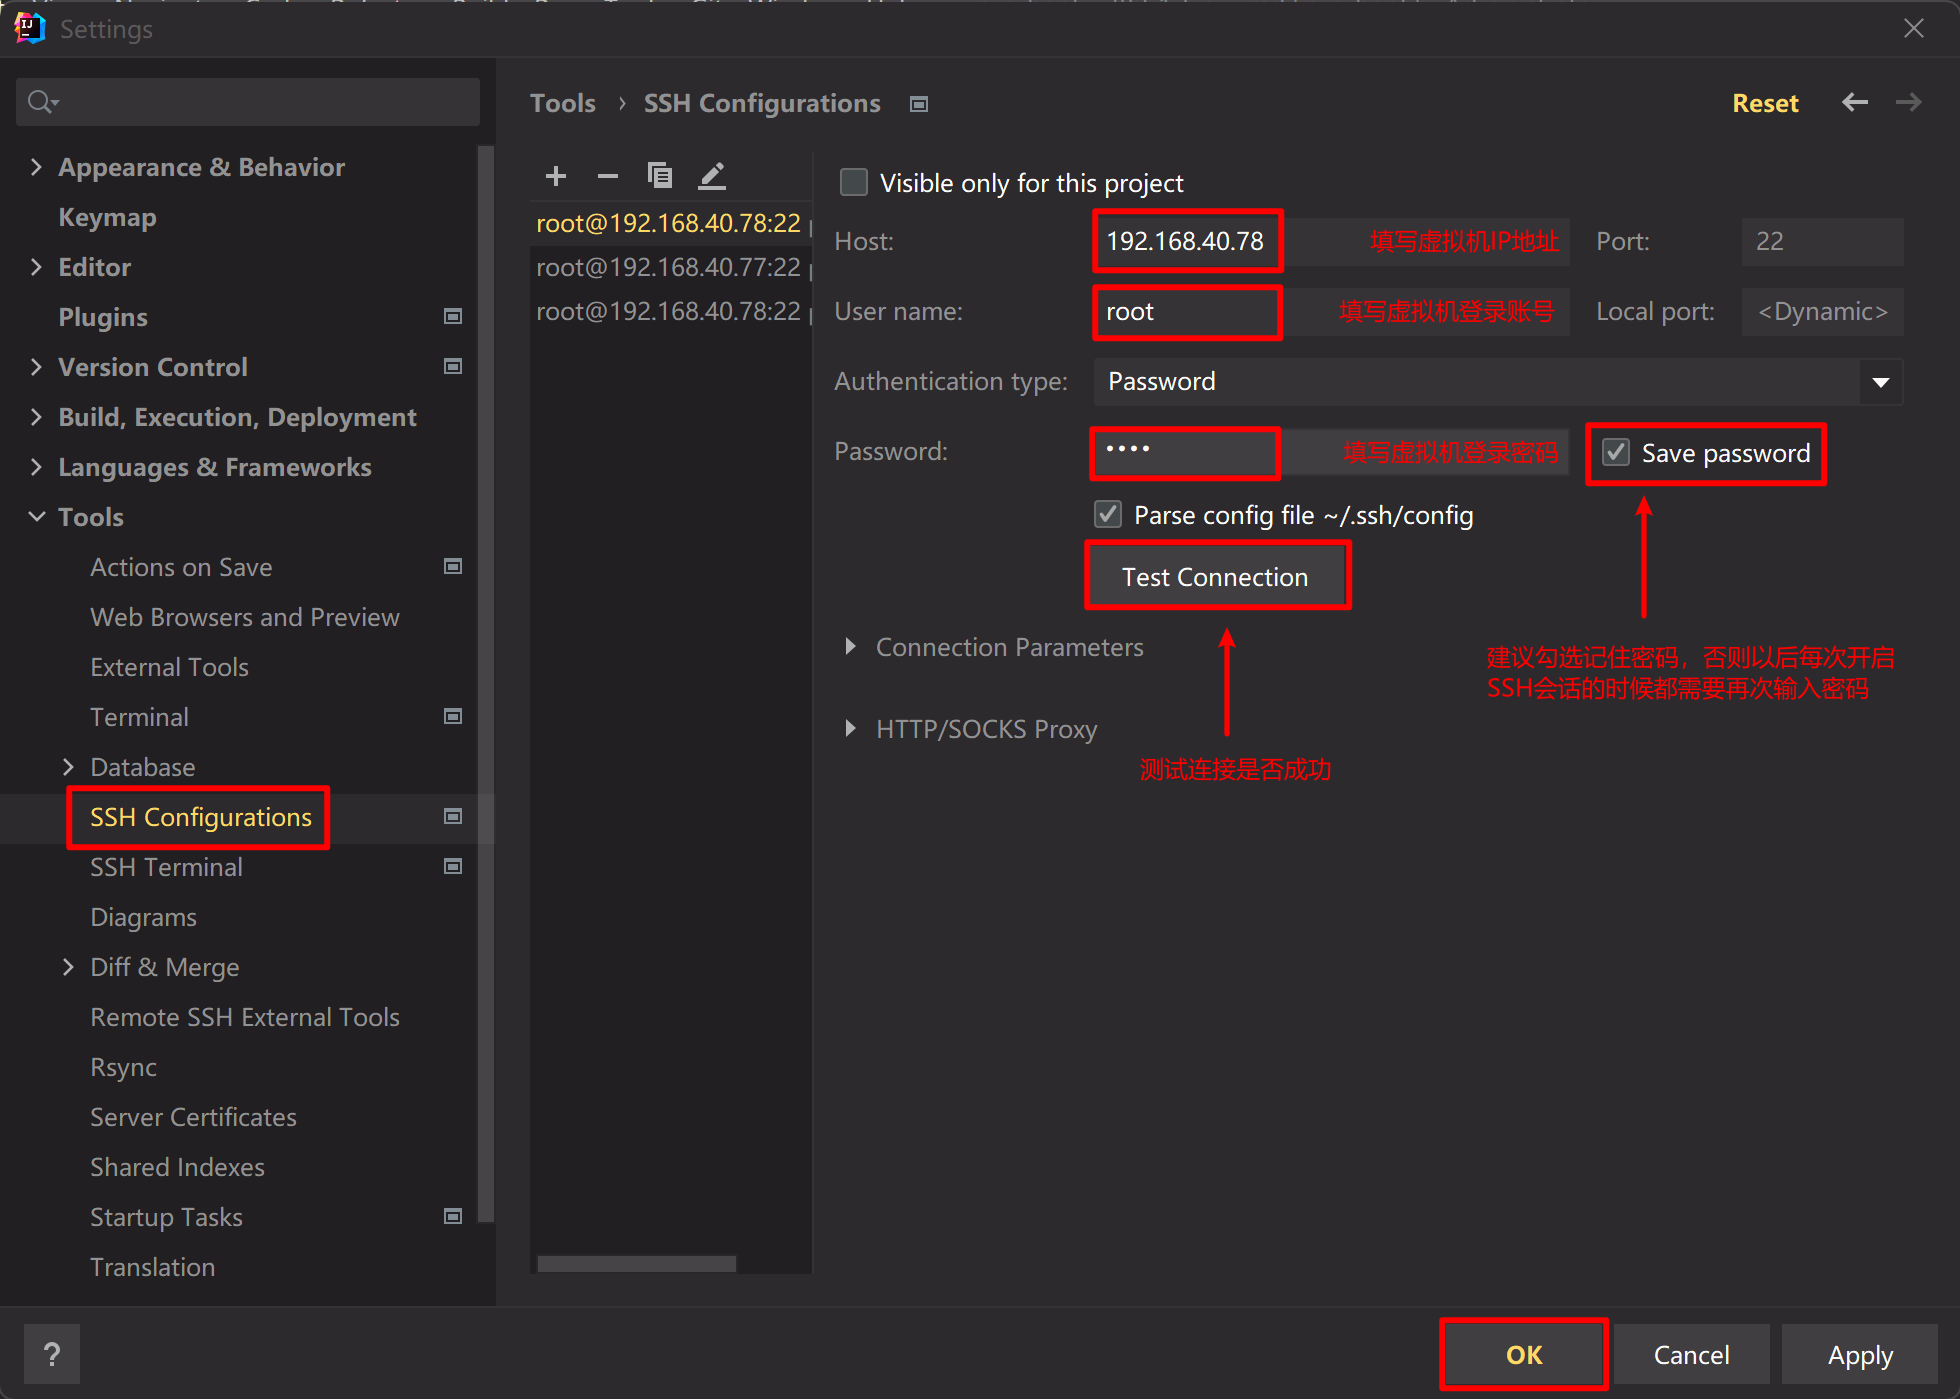 Settings
Tools › SSH Configurations
Reset
Appearance & Behavior
Keymap
Editor
Plugins
Version Control
Build, Execution, Deployment
Languages & Frameworks
Tools
Actions on Save
Web Browsers and Preview
External Tools
Terminal
Database
SSH Configurations
SSH Terminal
Diagrams
Diff & Merge
Remote SSH External Tools
Rsync
Server Certificates
Shared Indexes
Startup Tasks
Translation
root@192.168.40.78:22
root@192.168.40.77:22
root@192.168.40.78:22
Visible only for this project
Host: 192.168.40.78 填写虚拟机IP地址 Port: 22
User name: root 填写虚拟机登录账号 Local port: <Dynamic>
Authentication type: Password
Password: •••• 填写虚拟机登录密码 Save password
Parse config file ~/.ssh/config
Test Connection
Connection Parameters
建议勾选记住密码，否则以后每次开启
SSH会话的时候都需要再次输入密码
HTTP/SOCKS Proxy
测试连接是否成功
?
OK
Cancel
Apply